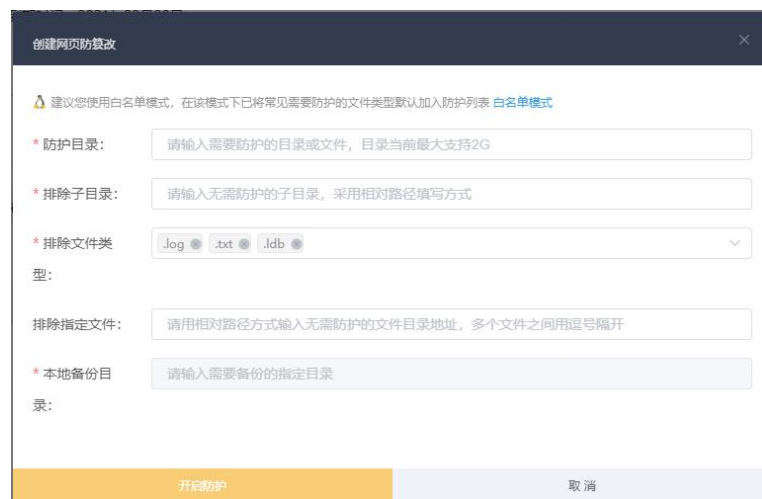 创建网页防篡改
建议您使用白名单模式，在该模式下已将常见需要防护的文件类型默认加入防护列表 白名单模式
* 防护目录： 请输入需要防护的目录或文件，目录当前最大支持2G
* 排除子目录： 请输入无需防护的子目录，采用相对路径填写方式
* 排除文件类 .log .txt .ldb
型：
排除指定文件： 请用相对路径方式输入无需防护的文件目录地址，多个文件之间用逗号隔开
* 本地备份目 请输入需要备份的指定目录
录：
开启防护 取消